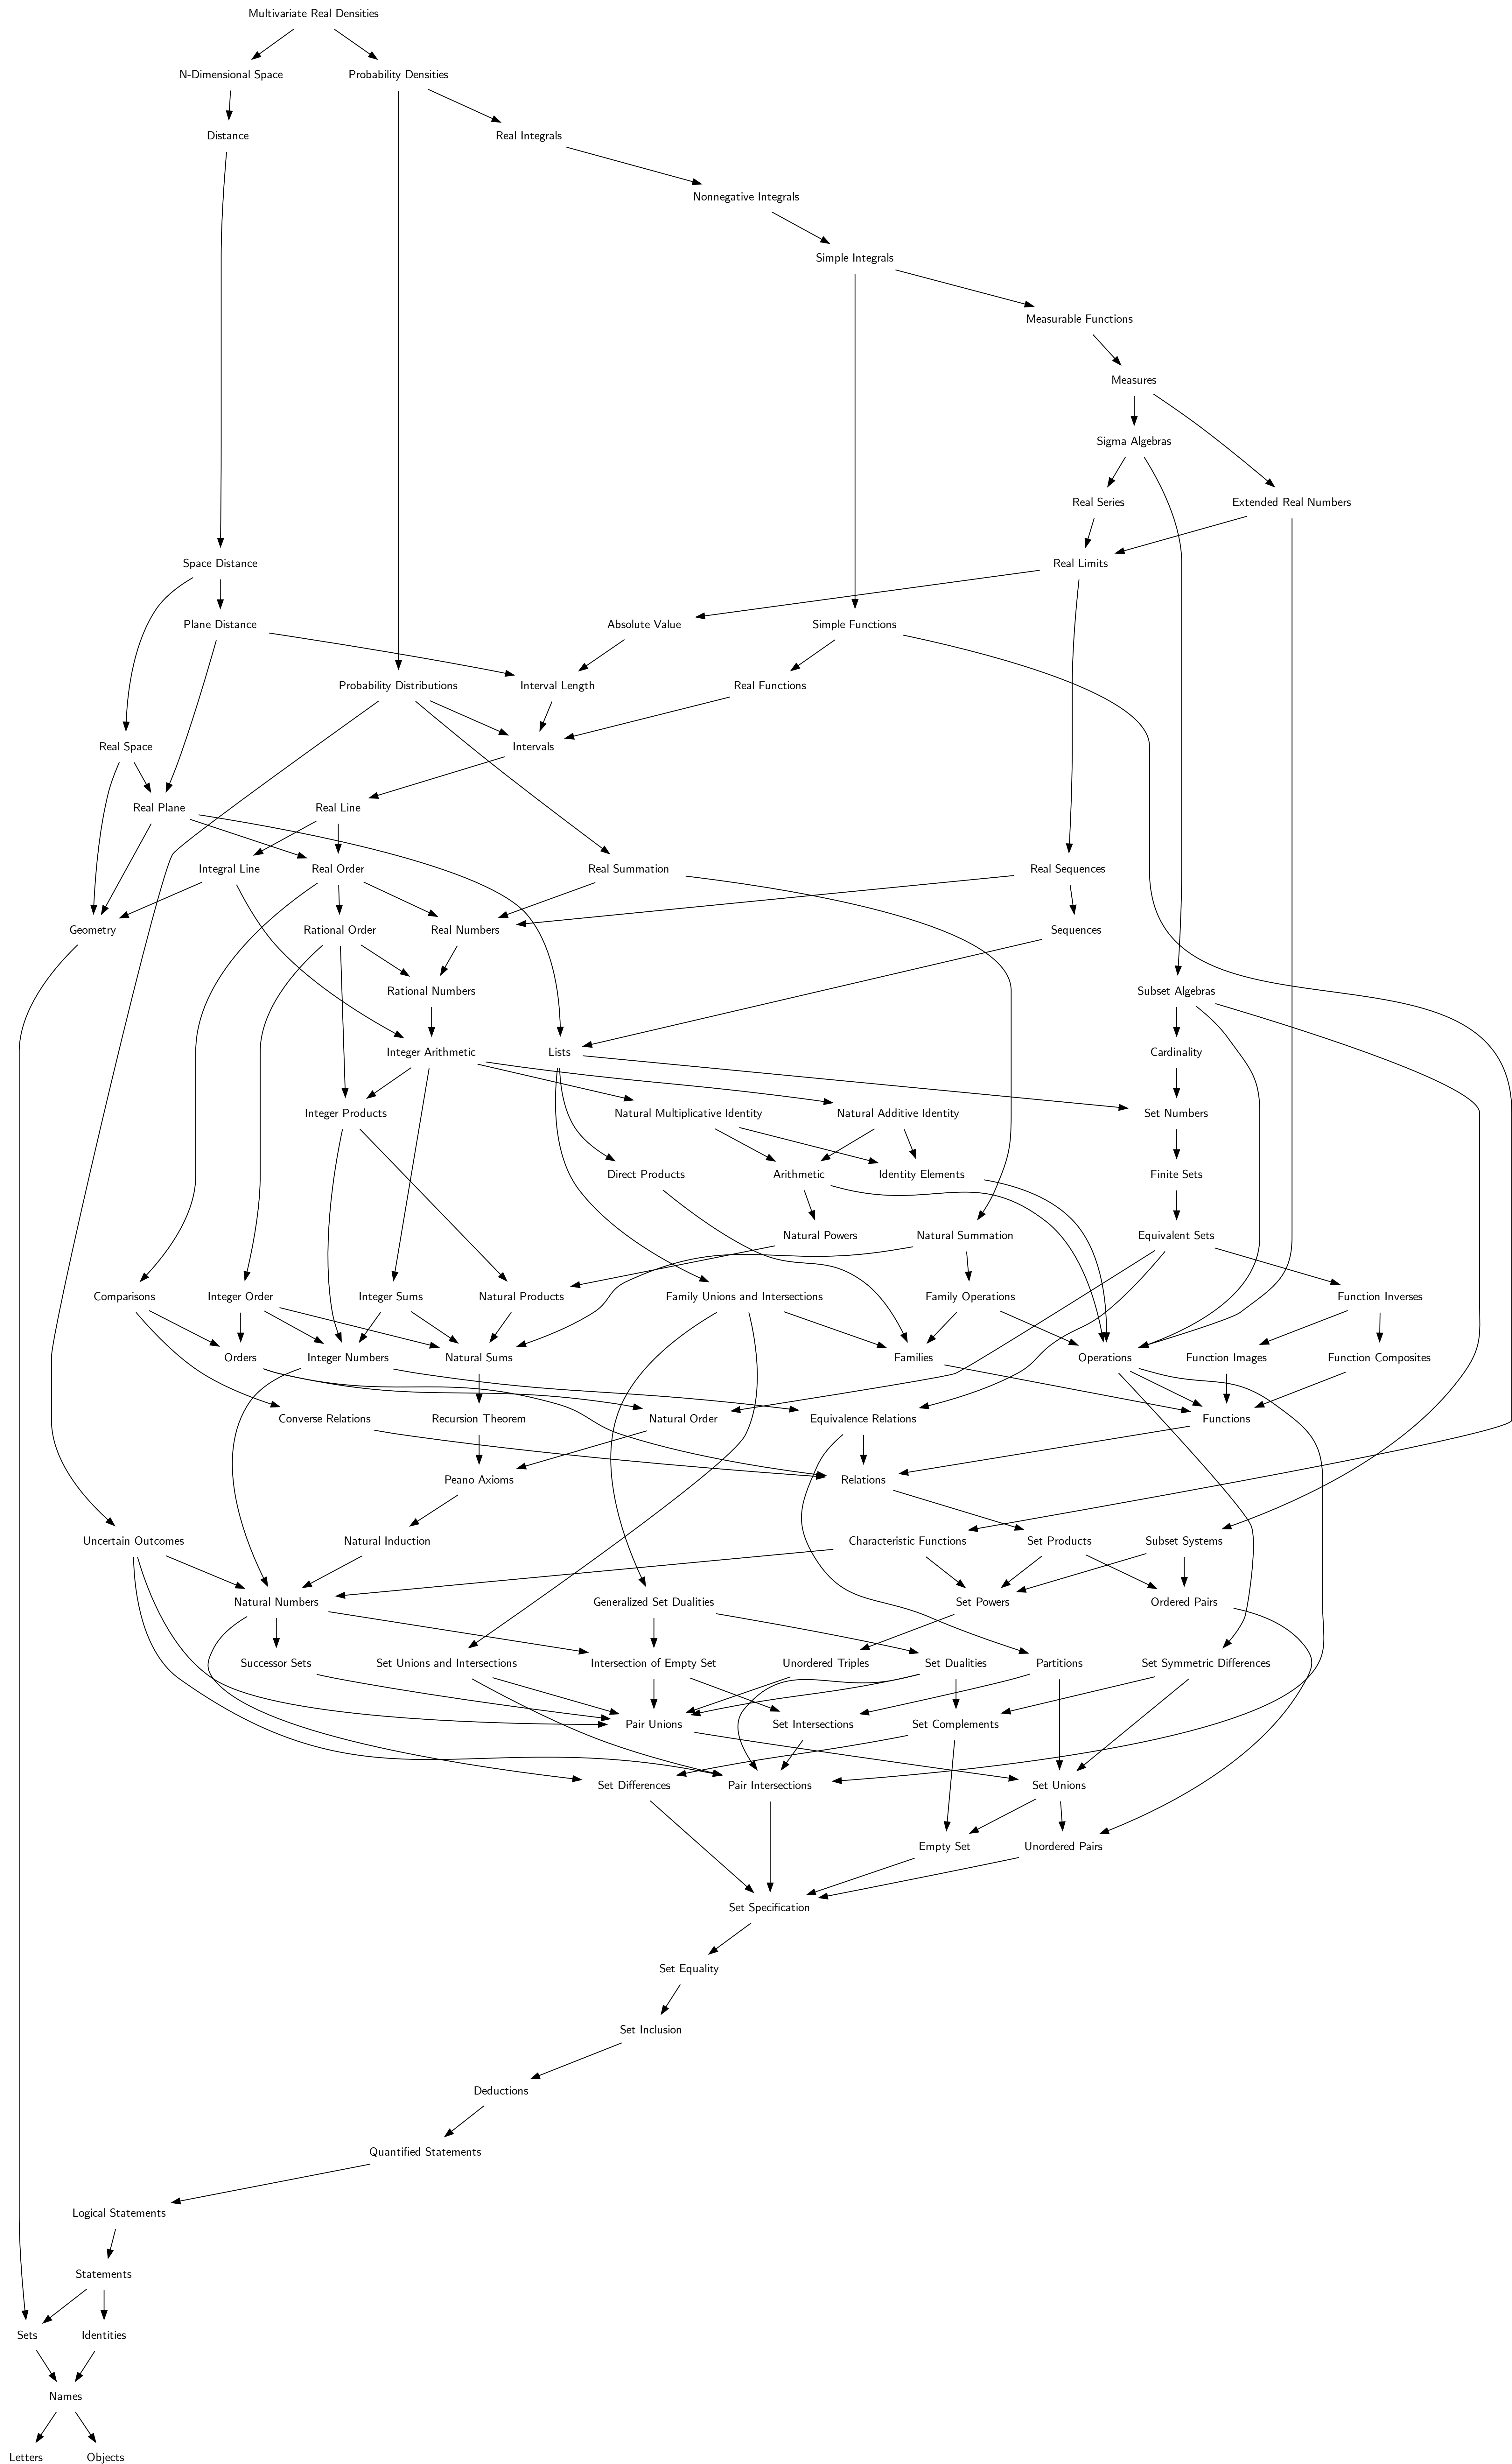 Multivariate Real Densities
N-Dimensional Space
Probability Densities
Distance
Real Integrals
Nonnegative Integrals
Simple Integrals
Measurable Functions
Measures
Sigma Algebras
Real Series
Extended Real Numbers
Space Distance
Real Limits
Plane Distance
Absolute Value
Simple Functions
Probability Distributions
Interval Length
Real Functions
Real Space
Intervals
Real Plane
Real Line
Integral Line
Real Order
Real Summation
Real Sequences
Geometry
Rational Order
Real Numbers
Sequences
Rational Numbers
Subset Algebras
Integer Arithmetic
Lists
Cardinality
Integer Products
Natural Multiplicative Identity
Natural Additive Identity
Set Numbers
Direct Products
Arithmetic
Identity Elements
Finite Sets
Natural Powers
Natural Summation
Equivalent Sets
Comparisons
Integer Order
Integer Sums
Natural Products
Family Unions and Intersections
Family Operations
Function Inverses
Orders
Integer Numbers
Natural Sums
Families
Operations
Function Images
Function Composites
Converse Relations
Recursion Theorem
Natural Order
Equivalence Relations
Functions
Peano Axioms
Relations
Uncertain Outcomes
Natural Induction
Characteristic Functions
Set Products
Subset Systems
Natural Numbers
Generalized Set Dualities
Set Powers
Ordered Pairs
Successor Sets
Set Unions and Intersections
Intersection of Empty Set
Unordered Triples
Set Dualities
Partitions
Set Symmetric Differences
Pair Unions
Set Intersections
Set Complements
Set Differences
Pair Intersections
Set Unions
Empty Set
Unordered Pairs
Set Specification
Set Equality
Set Inclusion
Deductions
Quantified Statements
Logical Statements
Statements
Sets
Identities
Names
Letters
Objects